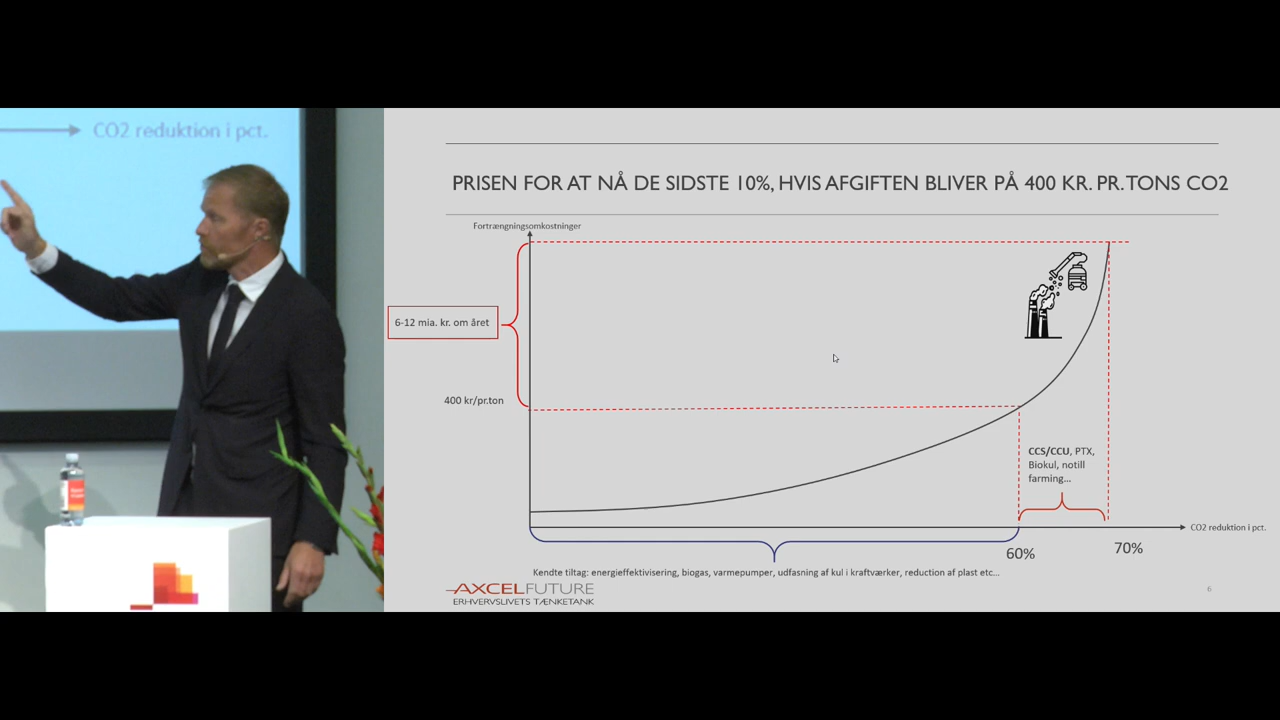 CO2 reduktion i pct.
PRISEN FOR AT NÅ DE SIDSTE 10%, HVIS AFGIFTEN BLIVER PÅ 400 KR. PR. TONS CO2
Fortrængningsomkostninger
6-12 mia. kr. om året
400 kr/pr.ton
CCS/CCU, PTX,
Biokul, notill
farming...
CO2 reduktion i pct.
60%
70%
Kendte tiltag: energieffektivisering, biogas, varmepumper, udfasning af kul i kraftværker, reduction af plast etc...
AXCELFUTURE
ERHVERVSLIVETS TÆNKETANK
6